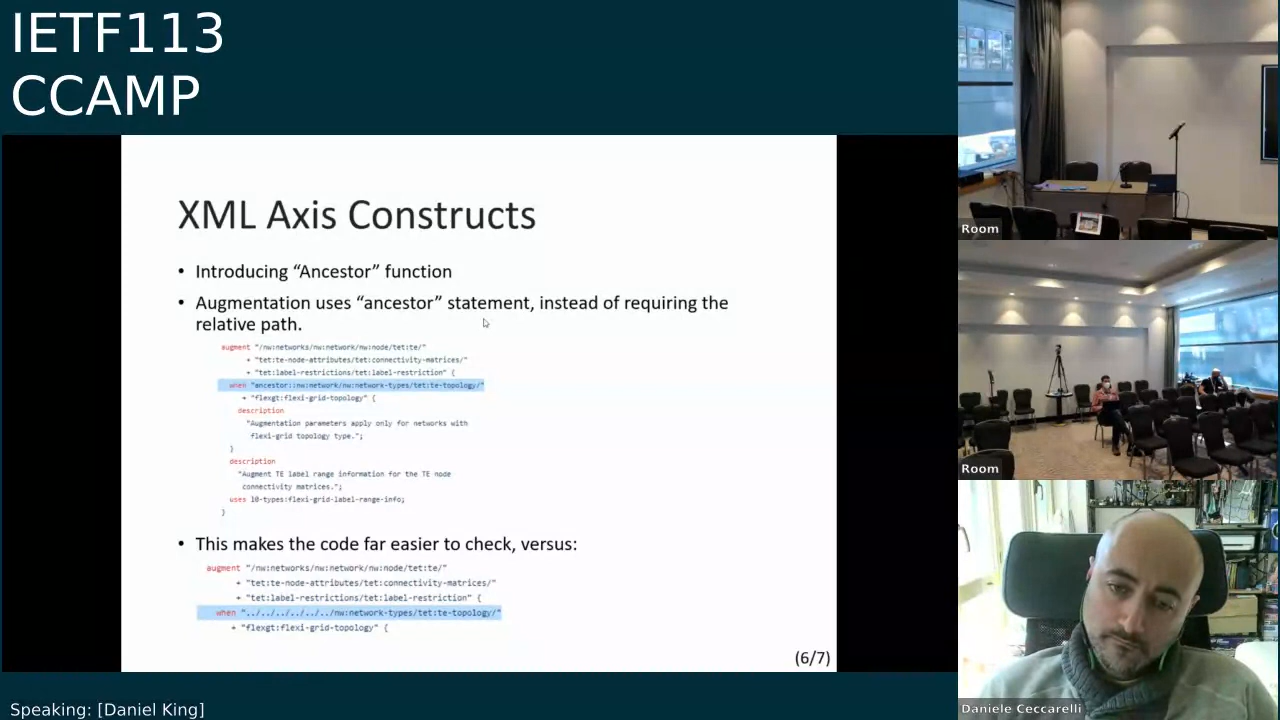 IETF113
CCAMP
XML Axis Constructs
• Introducing “Ancestor” function
• Augmentation uses “ancestor” statement, instead of requiring the
relative path.
augment "/nw:networks/nw:network/nw:node/tet:te/"
+ "tet:te-node-attributes/tet:connectivity-matrices/"
+ "tet:label-restrictions/tet:label-restriction" {
when "ancestor::nw:network/nw:network-types/tet:te-topology/"
+ "flexgt:flexi-grid-topology" {
description
"Augmentation parameters apply only for networks with
flexi-grid topology type.";
}
description
"Augment TE label range information for the TE node
connectivity matrices.";
uses l0-types:flexi-grid-label-range-info;
}
• This makes the code far easier to check, versus:
augment "/nw:networks/nw:network/nw:node/tet:te/"
+ "tet:te-node-attributes/tet:connectivity-matrices/"
+ "tet:label-restrictions/tet:label-restriction" {
when "../../../../../../nw:network-types/tet:te-topology/"
+ "flexgt:flexi-grid-topology" {
(6/7)
Speaking: [Daniel King]
Room
Room
Daniele Ceccarelli